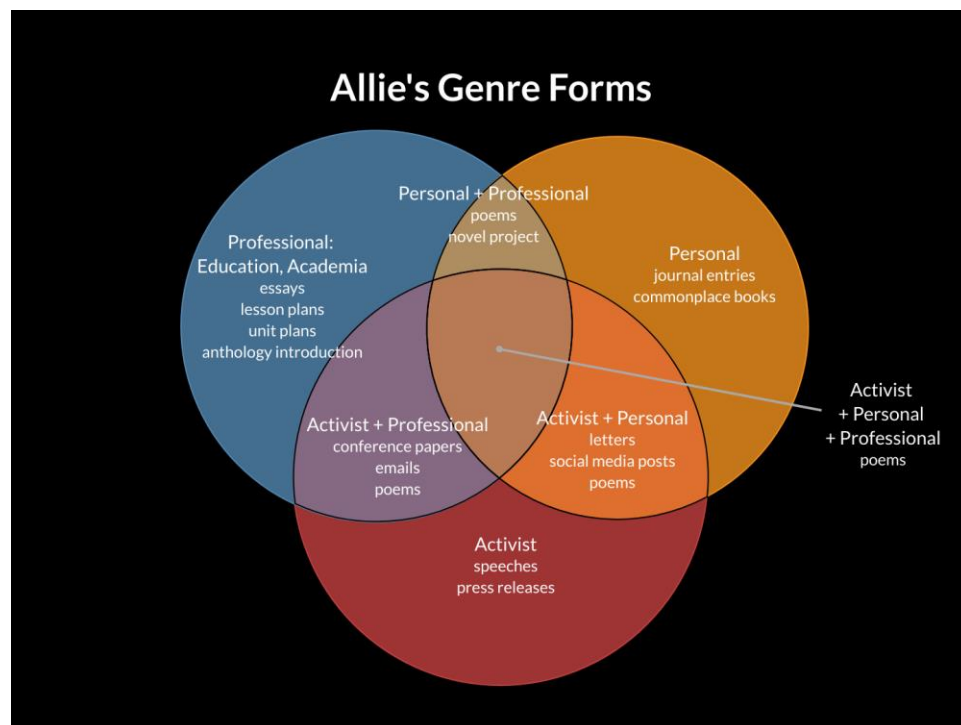 Allie's Genre Forms
Personal + Professional
poems
novel project
Professional:
Education, Academia
essays
lesson plans
unit plans
anthology introduction
Personal
journal entries
commonplace books
Activist + Professional
conference papers
emails
poems
Activist + Personal
letters
social media posts
poems
Activist
+ Personal
+ Professional
poems
Activist
speeches
press releases